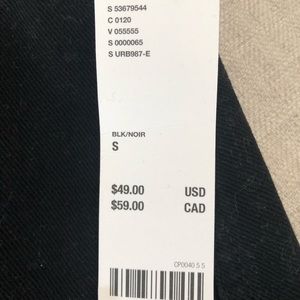 S 53679544
C 0120
V 055555
S 0000065
S URB987-E
BLK/NOIR
S
$49.00 USD
$59.00 CAD
CP0040 5 5